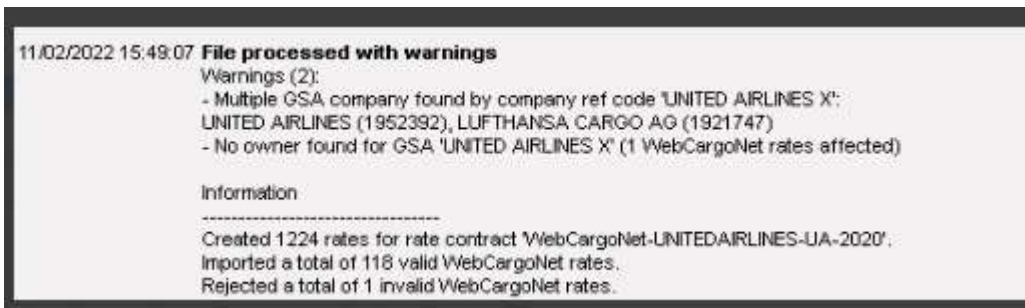 11/02/2022 15:49:07 File processed with warnings
Warnings (2):
- Multiple GSA company found by company ref code 'UNITED AIRLINES X':
UNITED AIRLINES (1952392), LUFTHANSA CARGO AG (1921747)
- No owner found for GSA 'UNITED AIRLINES X' (1 WebCargoNet rates affected)
Information
----------------------------------
Created 1224 rates for rate contract 'WebCargoNet-UNITEDAIRLINES-UA-2020'.
Imported a total of 118 valid WebCargoNet rates.
Rejected a total of 1 invalid WebCargoNet rates.